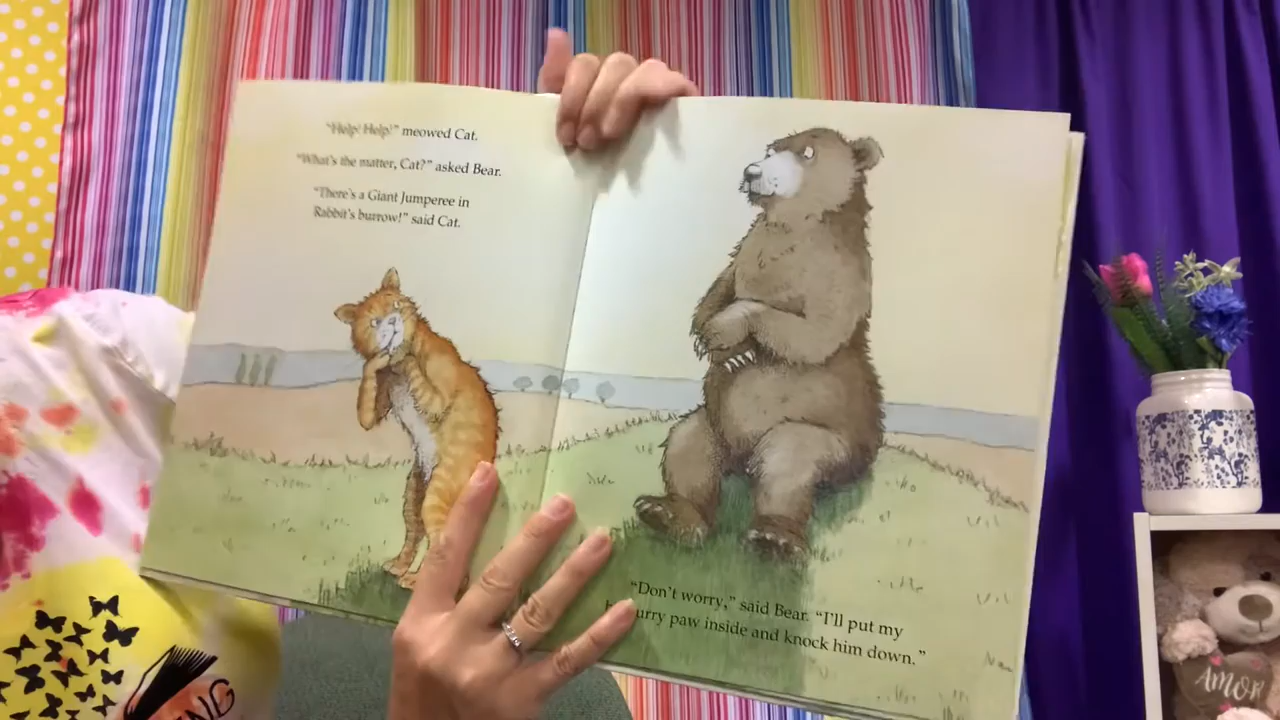 "Help! Help!" meowed Cat.
"What's the matter, Cat?" asked Bear.
"There's a Giant Jumperee in
Rabbit's burrow!" said Cat.
"Don't worry," said Bear. "I'll put my
paw inside and knock him down."
AMOR